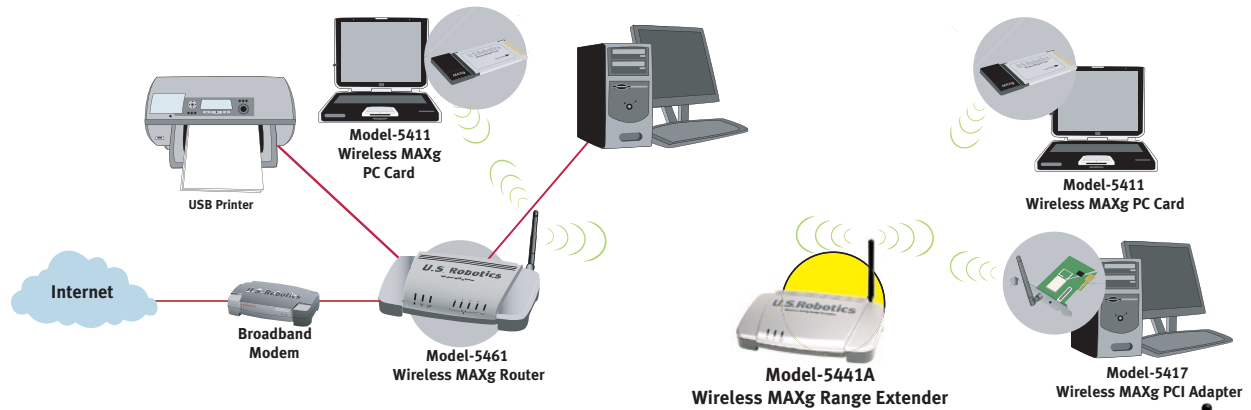 Model-5411
Wireless MAXg
PC Card
USB Printer
Model-5411
Wireless MAXg PC Card
Internet
U.S. Robotics
U.S.Robotics
Broadband
Modem
Model-5461
Wireless MAXg Router
Model-5441A
Wireless MAXg Range Extender
Model-5417
Wireless MAXg PCI Adapter